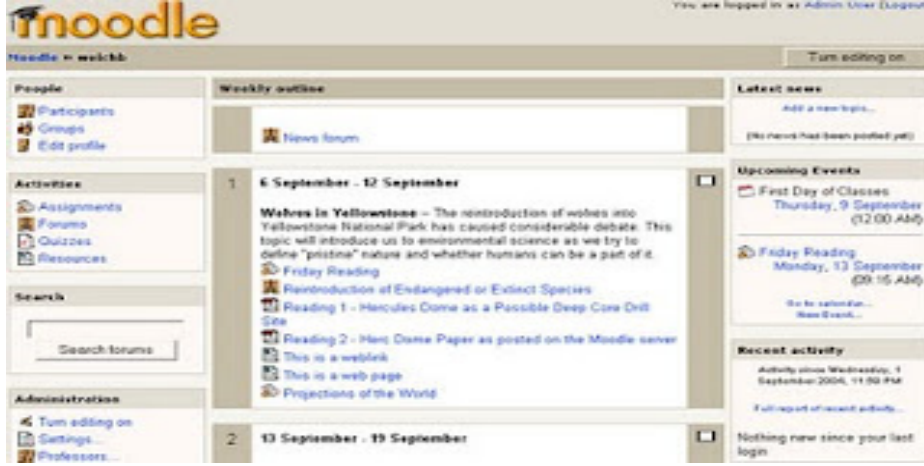 moodle
You are logged in as Admin User (Logout
Moodle »
Turn editing on
People
Participants
Groups
Edit profile
Activities
Assignments
Forums
Quizzes
Resources
Search
Search forums
Administration
Turn editing on
Settings...
Professors...
Weekly outline
News forum
1
6 September - 12 September
Wolves in Yellowstone – The reintroduction of wolves into
Yellowstone National Park has caused considerable debate. This
topic will introduce us to environmental science as we try to
define "pristine" nature and whether humans can be a part of it.
Friday Reading
Reintroduction of Endangered or Extinct Species
Reading 1 - Hercules Dome as a Possible Deep Core Drill
Site
Reading 2 - Herc Dome Paper as posted on the Moodle server
This is a weblink
This is a web page
Projections of the World
2
13 September - 19 September
Latest news
Add a new topic...
(No news has been posted yet)
Upcoming Events
First Day of Classes
Thursday, 9 September
(12:00 AM)
Friday Reading
Monday, 13 September
(09:15 AM)
Go to calendar...
New Event...
Recent activity
Activity since Wednesday, 1
September 2004, 11:50 PM
Full report of recent activity...
Nothing new since your last
login